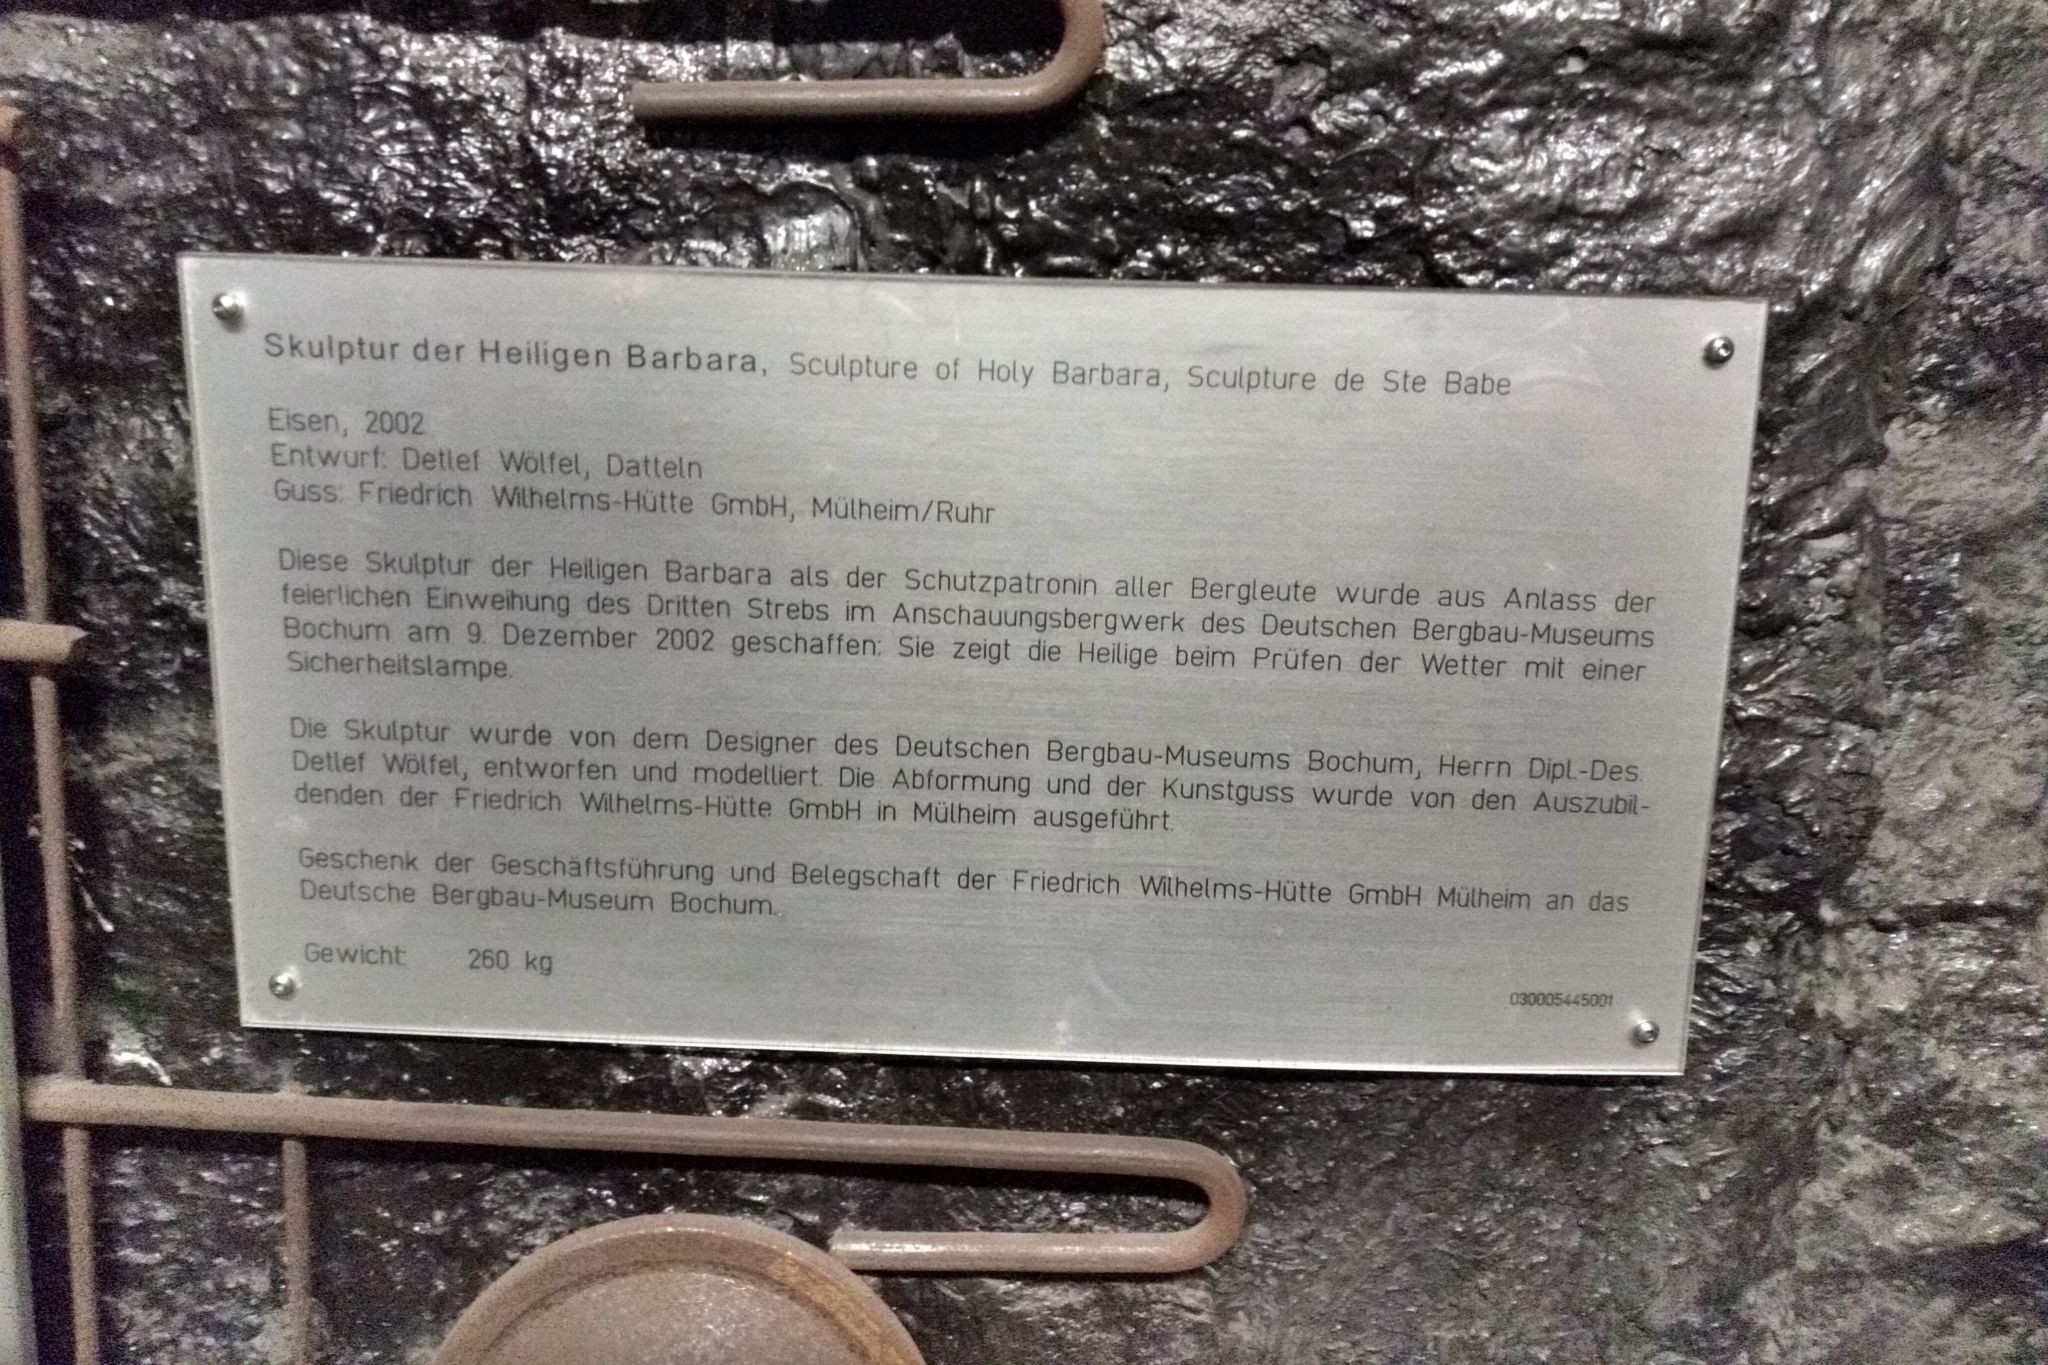 Skulptur der Heiligen Barbara, Sculpture of Holy Barbara, Sculpture de Ste Babe
Eisen, 2002
Entwurf: Detlef Wölfel, Datteln
Guss: Friedrich Wilhelms-Hütte GmbH, Mülheim/Ruhr
Diese Skulptur der Heiligen Barbara als der Schutzpatronin aller Bergleute wurde aus Anlass der
feierlichen Einweihung des Dritten Strebs im Anschauungsbergwerk des Deutschen Bergbau-Museums
Bochum am 9. Dezember 2002 geschaffen: Sie zeigt die Heilige beim Prüfen der Wetter mit einer
Sicherheitslampe.
Die Skulptur wurde von dem Designer des Deutschen Bergbau-Museums Bochum, Herrn Dipl.-Des.
Detlef Wölfel, entworfen und modelliert. Die Abformung und der Kunstguss wurde von den Auszubil-
denden der Friedrich Wilhelms-Hütte GmbH in Mülheim ausgeführt.
Geschenk der Geschäftsführung und Belegschaft der Friedrich Wilhelms-Hütte GmbH Mülheim an das
Deutsche Bergbau-Museum Bochum.
Gewicht: 260 kg
030005445001